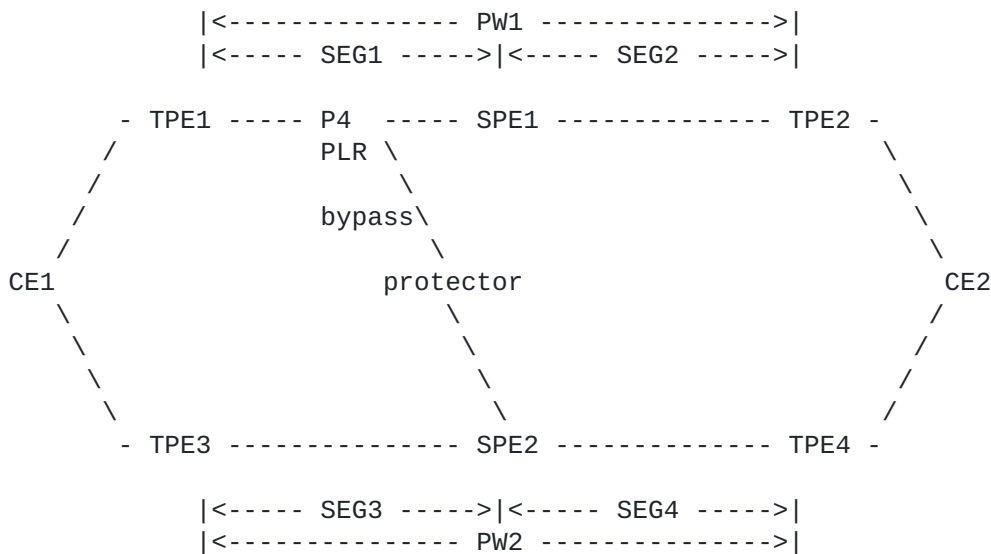 |<--------------- PW1 --------------->|
|<----- SEG1 ----->|<----- SEG2 ----->|
- TPE1 ----- P4 ----- SPE1 -------------- TPE2 -
/ PLR \ \
/ \ \
/ bypass\ \
/ \ \
CE1 protector CE2
\ \ /
\ \ /
\ \ /
\ \ /
- TPE3 --------------- SPE2 -------------- TPE4 -
|<----- SEG3 ----->|<----- SEG4 ----->|
|<--------------- PW2 --------------->|